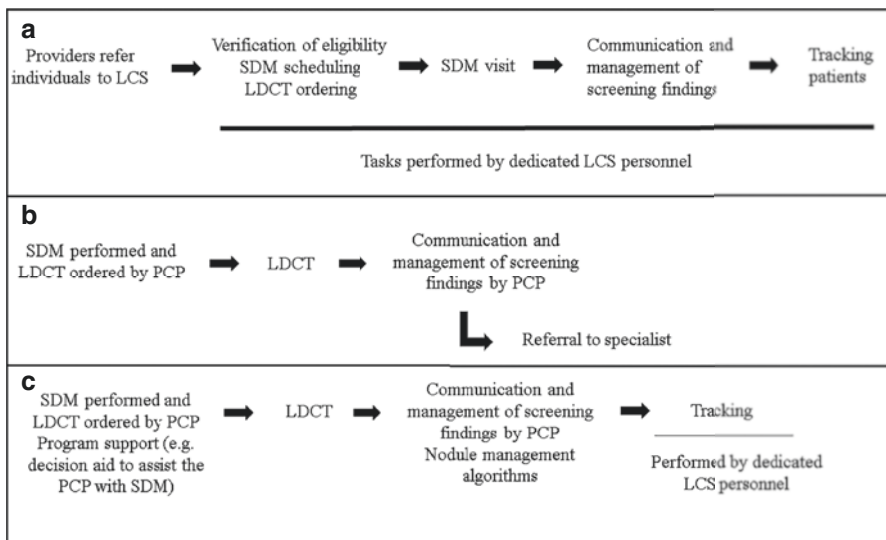 a
Providers refer
individuals to LCS
Verification of eligibility
SDM scheduling
LDCT ordering
SDM visit
Communication and
management of
screening findings
Tracking
patients
Tasks performed by dedicated LCS personnel
b
SDM performed and
LDCT ordered by PCP
LDCT
Communication and
management of screening
findings by PCP
Referral to specialist
c
SDM performed and
LDCT ordered by PCP
Program support (e.g.
decision aid to assist the
PCP with SDM)
LDCT
Communication and
management of screening
findings by PCP
Nodule management
algorithms
Tracking
Performed by dedicated
LCS personnel